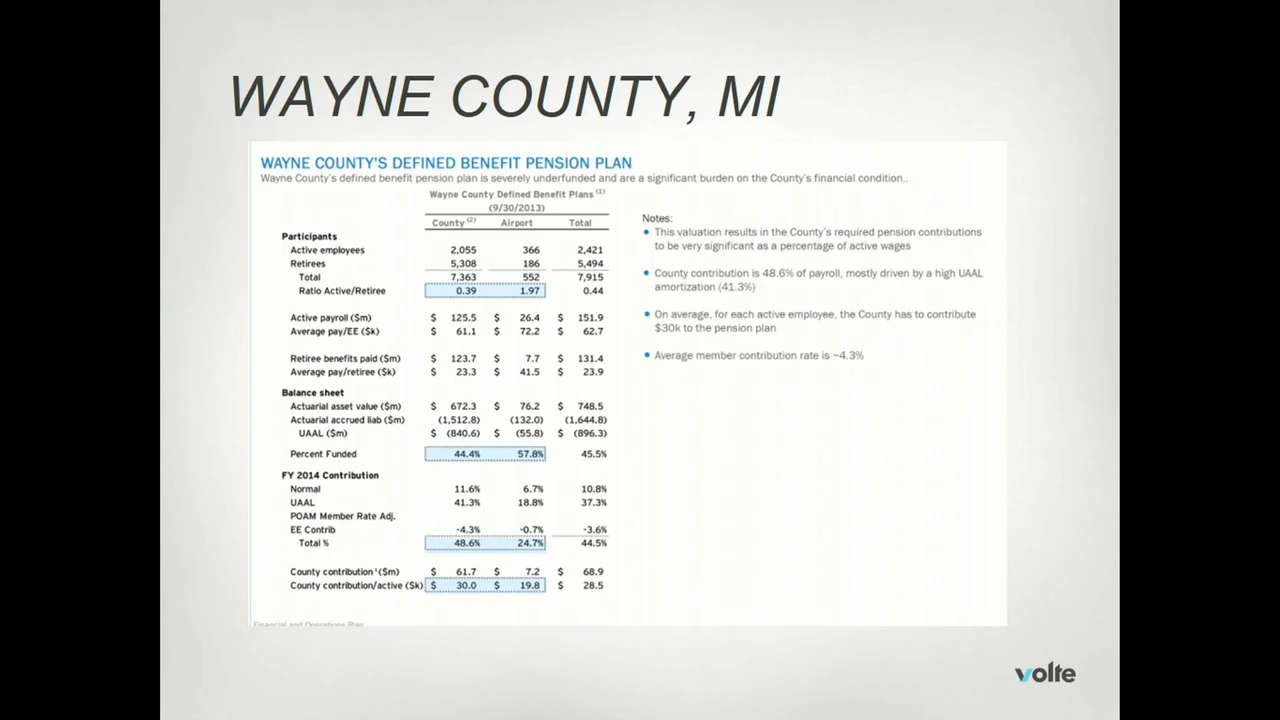 WAYNE COUNTY, MI
WAYNE COUNTY'S DEFINED BENEFIT PENSION PLAN
Wayne County's defined benefit pension plan is severely underfunded and are a significant burden on the County's financial condition..
Wayne County Defined Benefit Plans (1)
(9/30/2013)
County (2) Airport Total
Participants
Active employees 2,055 366 2,421
Retirees 5,308 186 5,494
Total 7,363 552 7,915
Ratio Active/Retiree 0.39 1.97 0.44
Active payroll ($m) $ 125.5 $ 26.4 $ 151.9
Average pay/EE ($k) $ 61.1 $ 72.2 $ 62.7
Retiree benefits paid ($m) $ 123.7 $ 7.7 $ 131.4
Average pay/retiree ($k) $ 23.3 $ 41.5 $ 23.9
Balance sheet
Actuarial asset value ($m) $ 672.3 $ 76.2 $ 748.5
Actuarial accrued liab ($m) (1,512.8) (132.0) (1,644.8)
UAAL ($m) $ (840.6) $ (55.8) $ (896.3)
Percent Funded 44.4% 57.8% 45.5%
FY 2014 Contribution
Normal 11.6% 6.7% 10.8%
UAAL 41.3% 18.8% 37.3%
POAM Member Rate Adj.
EE Contrib -4.3% -0.7% -3.6%
Total % 48.6% 24.7% 44.5%
County contribution ¹ ($m) $ 61.7 $ 7.2 $ 68.9
County contribution/active ($k) $ 30.0 $ 19.8 $ 28.5
Notes:
• This valuation results in the County's required pension contributions
to be very significant as a percentage of active wages
• County contribution is 48.6% of payroll, mostly driven by a high UAAL
amortization (41.3%)
• On average, for each active employee, the County has to contribute
$30k to the pension plan
• Average member contribution rate is ~4.3%
Financial and Operations Plan
volte